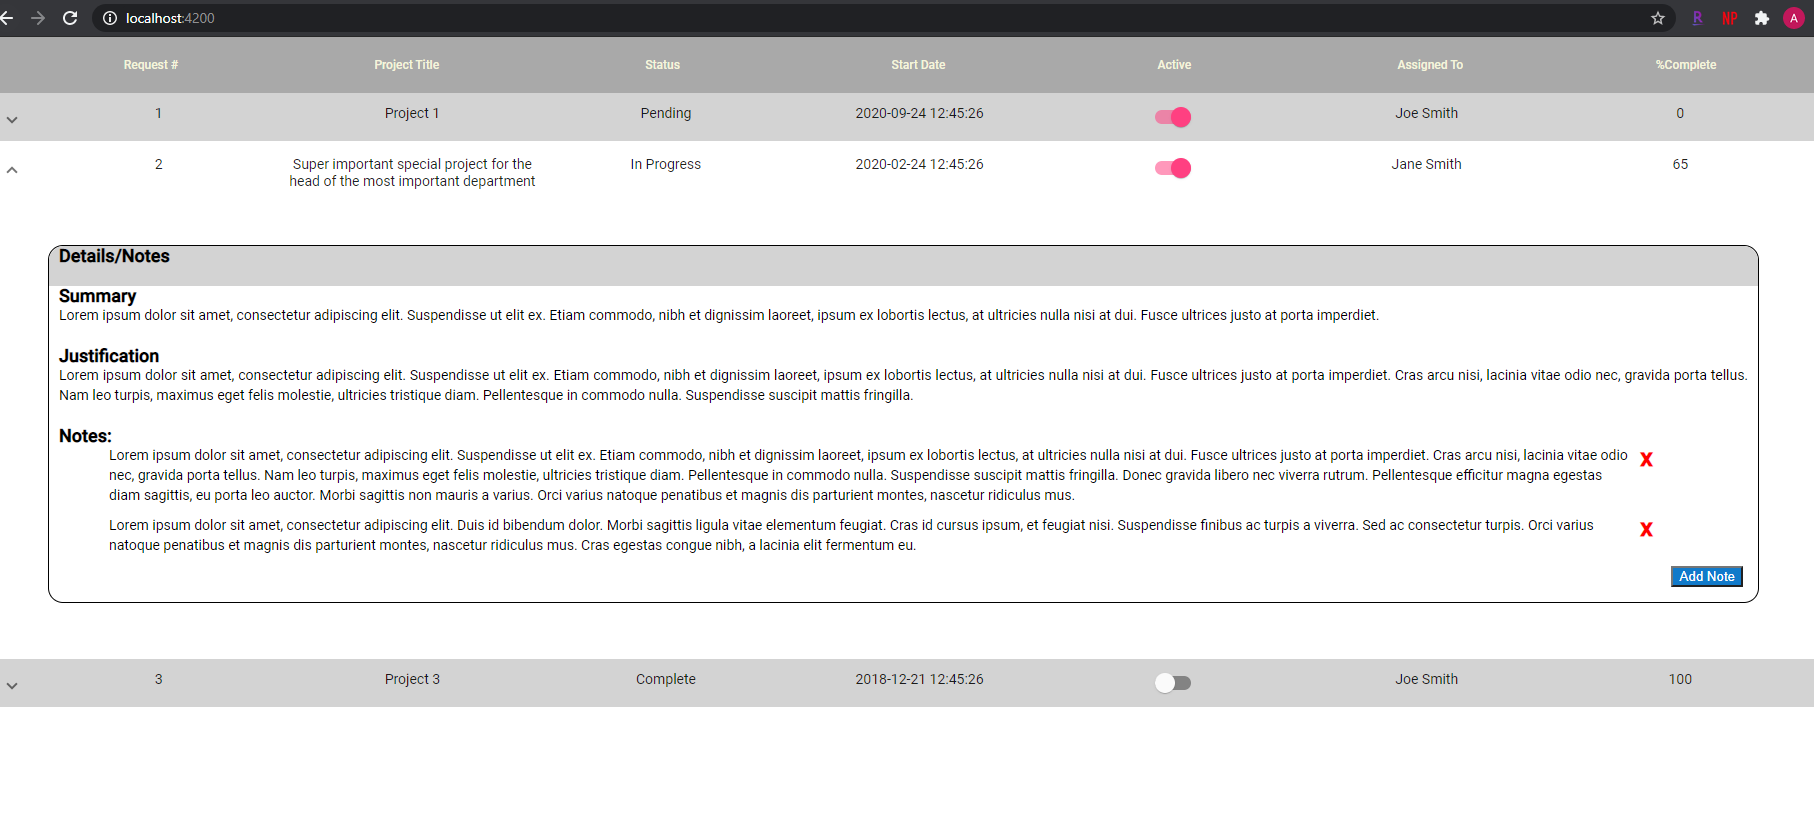 localhost:4200
R NP A
Request # Project Title Status Start Date Active Assigned To %Complete
1 Project 1 Pending 2020-09-24 12:45:26 Joe Smith 0
2 Super important special project for the In Progress 2020-02-24 12:45:26 Jane Smith 65
head of the most important department
Details/Notes
Summary
Lorem ipsum dolor sit amet, consectetur adipiscing elit. Suspendisse ut elit ex. Etiam commodo, nibh et dignissim laoreet, ipsum ex lobortis lectus, at ultricies nulla nisi at dui. Fusce ultrices justo at porta imperdiet.
Justification
Lorem ipsum dolor sit amet, consectetur adipiscing elit. Suspendisse ut elit ex. Etiam commodo, nibh et dignissim laoreet, ipsum ex lobortis lectus, at ultricies nulla nisi at dui. Fusce ultrices justo at porta imperdiet. Cras arcu nisi, lacinia vitae odio nec, gravida porta tellus.
Nam leo turpis, maximus eget felis molestie, ultricies tristique diam. Pellentesque in commodo nulla. Suspendisse suscipit mattis fringilla.
Notes:
Lorem ipsum dolor sit amet, consectetur adipiscing elit. Suspendisse ut elit ex. Etiam commodo, nibh et dignissim laoreet, ipsum ex lobortis lectus, at ultricies nulla nisi at dui. Fusce ultrices justo at porta imperdiet. Cras arcu nisi, lacinia vitae odio X
nec, gravida porta tellus. Nam leo turpis, maximus eget felis molestie, ultricies tristique diam. Pellentesque in commodo nulla. Suspendisse suscipit mattis fringilla. Donec gravida libero nec viverra rutrum. Pellentesque efficitur magna egestas
diam sagittis, eu porta leo auctor. Morbi sagittis non mauris a varius. Orci varius natoque penatibus et magnis dis parturient montes, nascetur ridiculus mus.
Lorem ipsum dolor sit amet, consectetur adipiscing elit. Duis id bibendum dolor. Morbi sagittis ligula vitae elementum feugiat. Cras id cursus ipsum, et feugiat nisi. Suspendisse finibus ac turpis a viverra. Sed ac consectetur turpis. Orci varius X
natoque penatibus et magnis dis parturient montes, nascetur ridiculus mus. Cras egestas congue nibh, a lacinia elit fermentum eu.
Add Note
3 Project 3 Complete 2018-12-21 12:45:26 Joe Smith 100